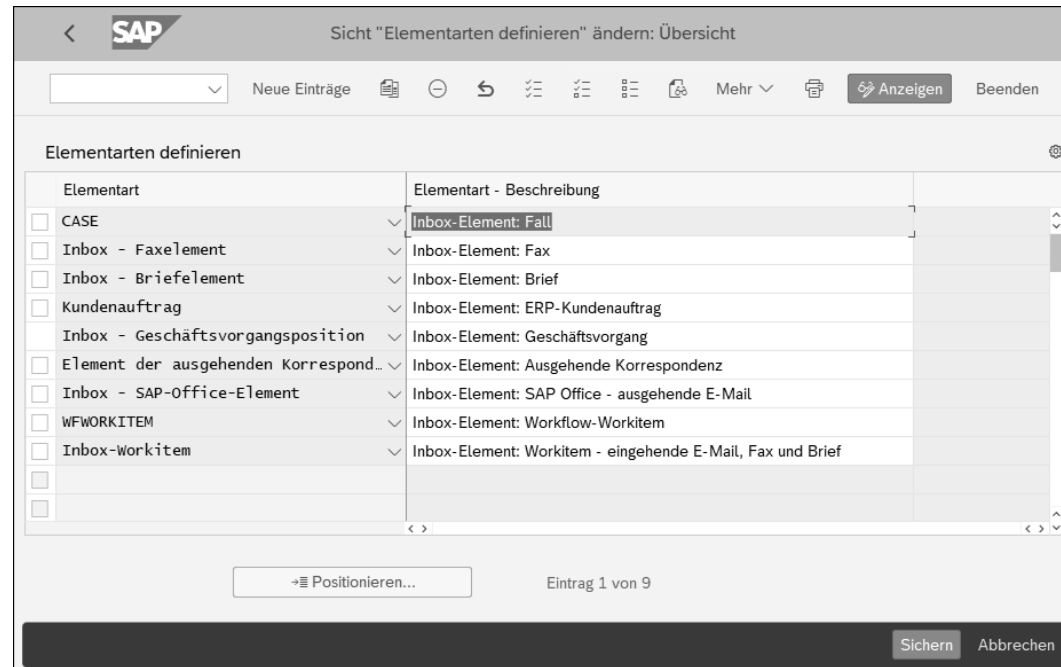 SAP Sicht "Elementarten definieren" ändern: Übersicht
Neue Einträge Mehr Anzeigen Beenden
Elementarten definieren
Elementart Elementart - Beschreibung
CASE Inbox-Element: Fall
Inbox - Faxelement Inbox-Element: Fax
Inbox - Briefelement Inbox-Element: Brief
Kundenauftrag Inbox-Element: ERP-Kundenauftrag
Inbox - Geschäftsvorgangsposition Inbox-Element: Geschäftsvorgang
Element der ausgehenden Korrespond… Inbox-Element: Ausgehende Korrespondenz
Inbox - SAP-Office-Element Inbox-Element: SAP Office - ausgehende E-Mail
WFWORKITEM Inbox-Element: Workflow-Workitem
Inbox-Workitem Inbox-Element: Workitem - eingehende E-Mail, Fax und Brief
Positionieren... Eintrag 1 von 9
Sichern Abbrechen